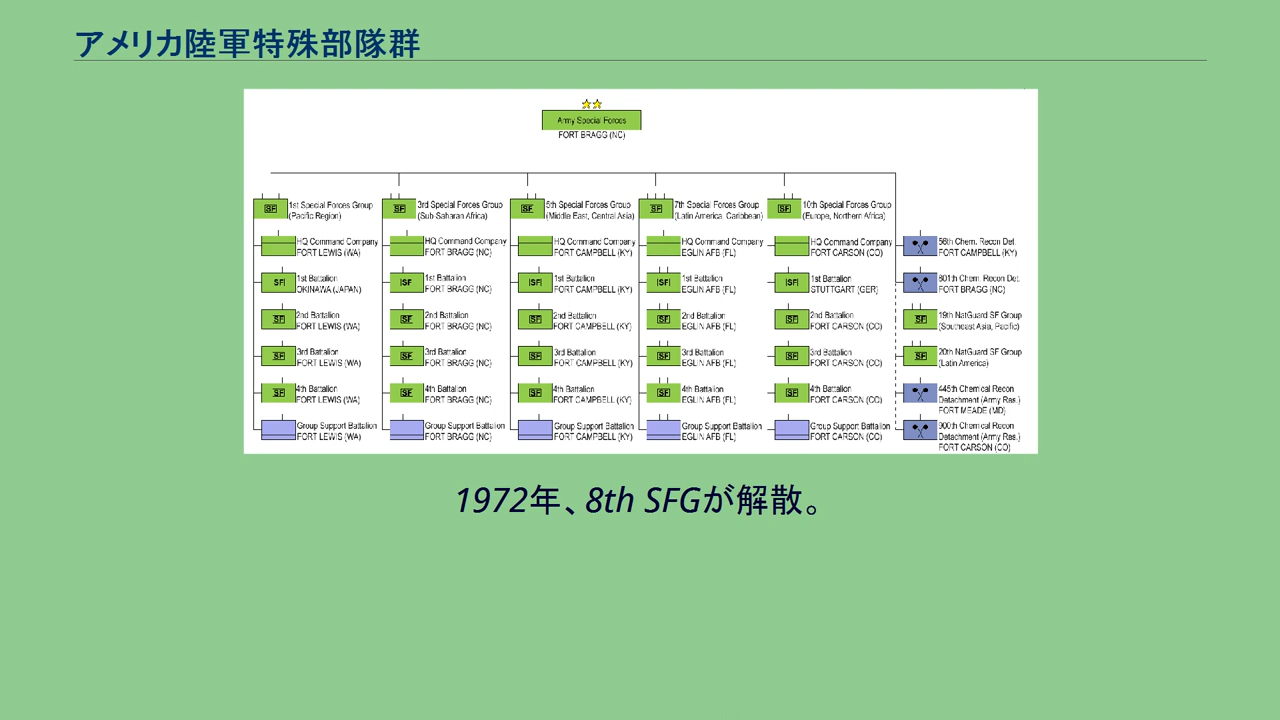 アメリカ陸軍特殊部隊群
Army Special Forces
FORT BRAGG (NC)
1st Special Forces Group
(Pacific Region)
HQ Command Company
FORT LEWIS (WA)
1st Battalion
OKINAWA (JAPAN)
2nd Battalion
FORT LEWIS (WA)
3rd Battalion
FORT LEWIS (WA)
4th Battalion
FORT LEWIS (WA)
Group Support Battalion
FORT LEWIS (WA)
3rd Special Forces Group
(Sub-Saharan Africa)
HQ Command Company
FORT BRAGG (NC)
1st Battalion
FORT BRAGG (NC)
2nd Battalion
FORT BRAGG (NC)
3rd Battalion
FORT BRAGG (NC)
4th Battalion
FORT BRAGG (NC)
Group Support Battalion
FORT BRAGG (NC)
5th Special Forces Group
(Middle East, Central Asia)
HQ Command Company
FORT CAMPBELL (KY)
1st Battalion
FORT CAMPBELL (KY)
2nd Battalion
FORT CAMPBELL (KY)
3rd Battalion
FORT CAMPBELL (KY)
4th Battalion
FORT CAMPBELL (KY)
Group Support Battalion
FORT CAMPBELL (KY)
7th Special Forces Group
(Latin America, Caribbean)
HQ Command Company
EGLIN AFB (FL)
1st Battalion
EGLIN AFB (FL)
2nd Battalion
EGLIN AFB (FL)
3rd Battalion
EGLIN AFB (FL)
4th Battalion
EGLIN AFB (FL)
Group Support Battalion
EGLIN AFB (FL)
10th Special Forces Group
(Europe, Northern Africa)
HQ Command Company
FORT CARSON (CO)
1st Battalion
STUTTGART (GER)
2nd Battalion
FORT CARSON (CO)
3rd Battalion
FORT CARSON (CO)
4th Battalion
FORT CARSON (CO)
Group Support Battalion
FORT CARSON (CO)
56th Chem. Recon Det.
FORT CAMPBELL (KY)
801th Chem. Recon Det.
FORT BRAGG (NC)
19th NatGuard SF Group
(Southeast Asia, Pacific)
20th NatGuard SF Group
(Latin America)
445th Chemical Recon
Detachment (Army Res.)
FORT MEADE (MD)
900th Chemical Recon
Detachment (Army Res.)
FORT CARSON (CO)
1972年、8th SFGが解散。